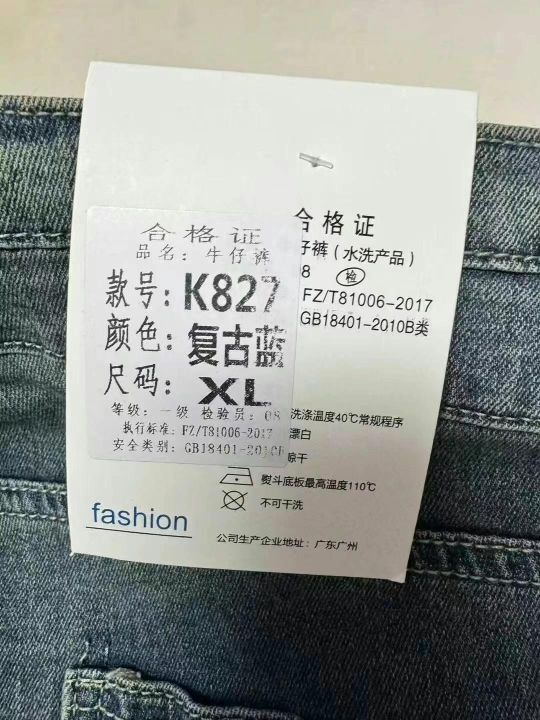 合格证
品名：牛仔裤
款号：K827
颜色：复古蓝
尺码：XL
等级：一级 检验员：08
执行标准：FZ/T81006-2017
安全类别：GB18401-2010B
合格证
仔裤（水洗产品）
8 检
FZ/T81006-2017
GB18401-2010B类
洗涤温度40℃常规程序
漂白
晾干
熨斗底板最高温度110℃
不可干洗
fashion
公司生产企业地址：广东广州